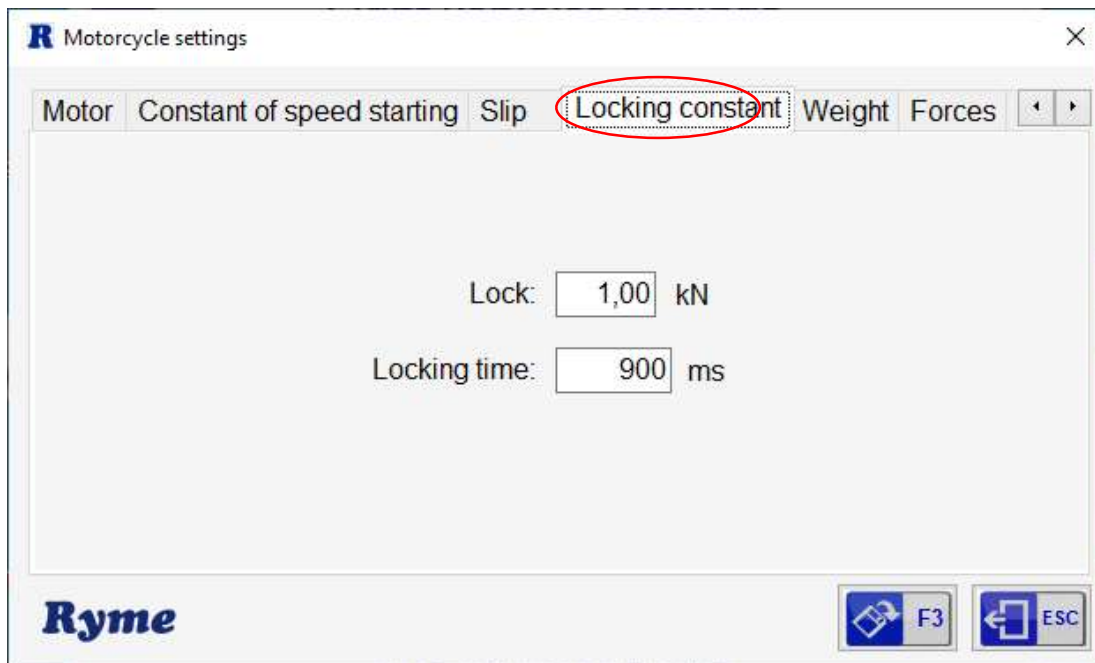 R Motorcycle settings
Motor Constant of speed starting Slip Locking constant Weight Forces
Lock: 1,00 kN
Locking time: 900 ms
Ryme F3 ESC